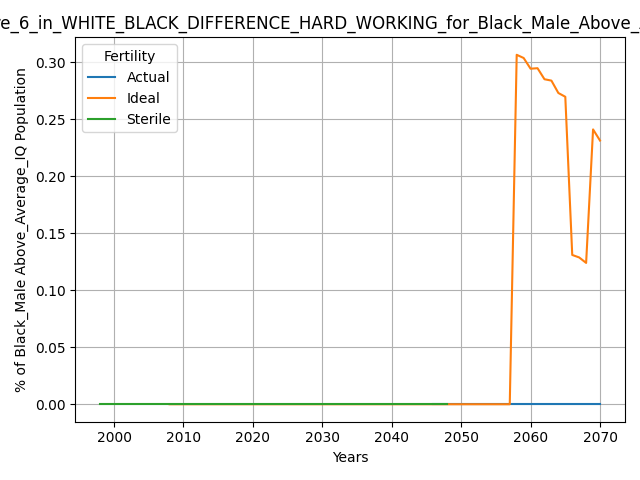 re_6_in_WHITE_BLACK_DIFFERENCE_HARD_WORKING_for_Black_Male_Above_
% of Black_Male Above_Average_IQ Population
0.30
0.25
0.20
0.15
0.10
0.05
0.00
Fertility
Actual
Ideal
Sterile
2000 2010 2020 2030 2040 2050 2060 2070
Years